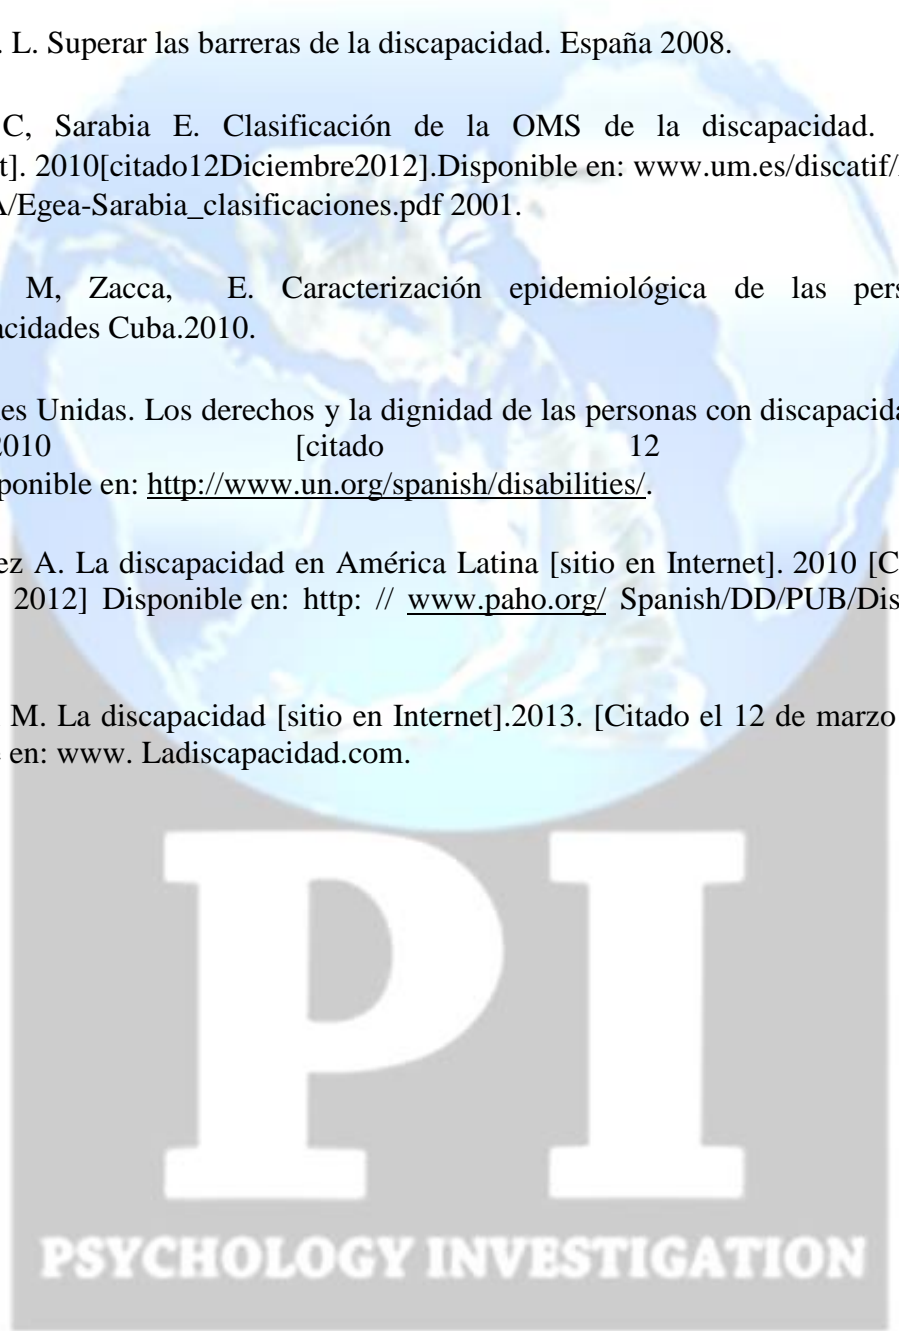 . L. Superar las barreras de la discapacidad. España 2008.
C, Sarabia E. Clasificación de la OMS de la discapacidad.
t]. 2010[citado12Diciembre2012].Disponible en: www.um.es/discatif/
A/Egea-Sarabia_clasificaciones.pdf 2001.
M, Zacca, E. Caracterización epidemiológica de las pers
acidades Cuba.2010.
es Unidas. Los derechos y la dignidad de las personas con discapacida
2010 [citado 12
ponible en: http://www.un.org/spanish/disabilities/.
ez A. La discapacidad en América Latina [sitio en Internet]. 2010 [C
2012] Disponible en: http: // www.paho.org/ Spanish/DD/PUB/Dis
M. La discapacidad [sitio en Internet].2013. [Citado el 12 de marzo
en: www. Ladiscapacidad.com.
PI
PSYCHOLOGY INVESTIGATION